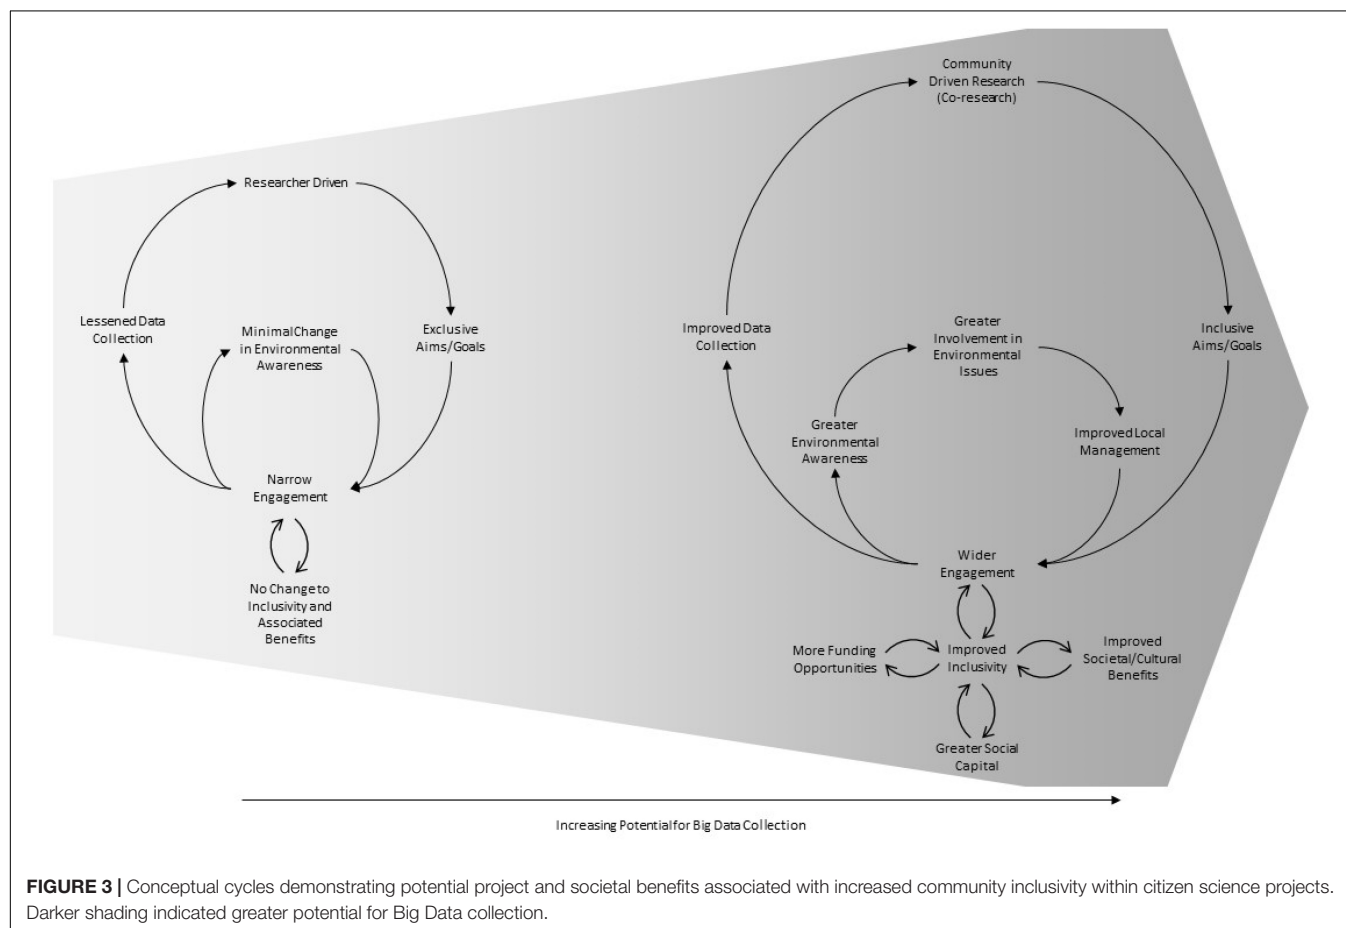 Community
Driven Research
(Co-research)
Researcher Driven
Lessened Data
Collection
Minimal Change
in Environmental
Awareness
Exclusive
Aims/Goals
Narrow
Engagement
No Change to
Inclusivity and
Associated
Benefits
Improved Data
Collection
Greater
Involvement in
Environmental
Issues
Inclusive
Aims/Goals
Greater
Environmental
Awareness
Improved Local
Management
Wider
Engagement
More Funding
Opportunities
Improved
Inclusivity
Improved
Societal/Cultural
Benefits
Greater Social
Capital
Increasing Potential for Big Data Collection
FIGURE 3 | Conceptual cycles demonstrating potential project and societal benefits associated with increased community inclusivity within citizen science projects.
Darker shading indicated greater potential for Big Data collection.